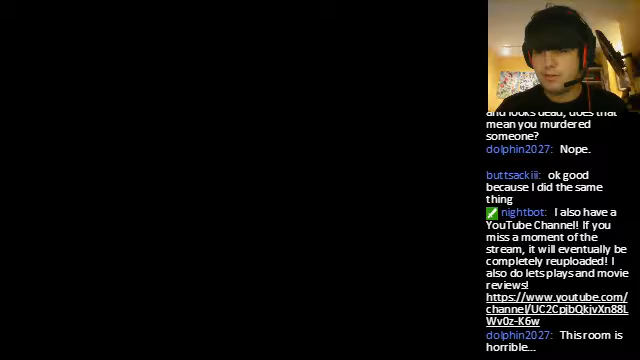 and looks dead, does that
mean you murdered
someone?
dolphin2027: Nope.
buttsackiii: ok good
because I did the same
thing
nightbot: I also have a
YouTube Channel! If you
miss a moment of the
stream, it will eventually be
completely reuploaded! I
also do lets plays and movie
reviews!
https://www.youtube.com/
channel/UC2CpjbQkjvXn88L
Wv0z-K6w
dolphin2027: This room is
horrible...